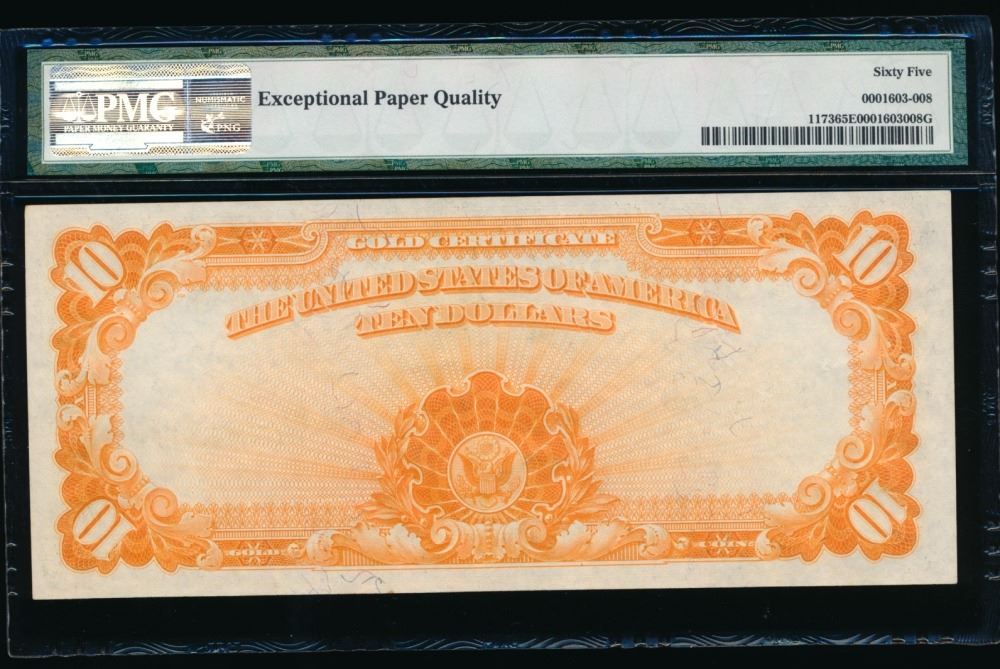 PMG
PAPER MONEY GUARANTY
NUMISMATIC
PNG
Exceptional Paper Quality
Sixty Five
0001603-008
117365E0001603008G
GOLD CERTIFICATE
10
10
THE UNITED STATES OF AMERICA
TEN DOLLARS
10
GOLD
COIN
10